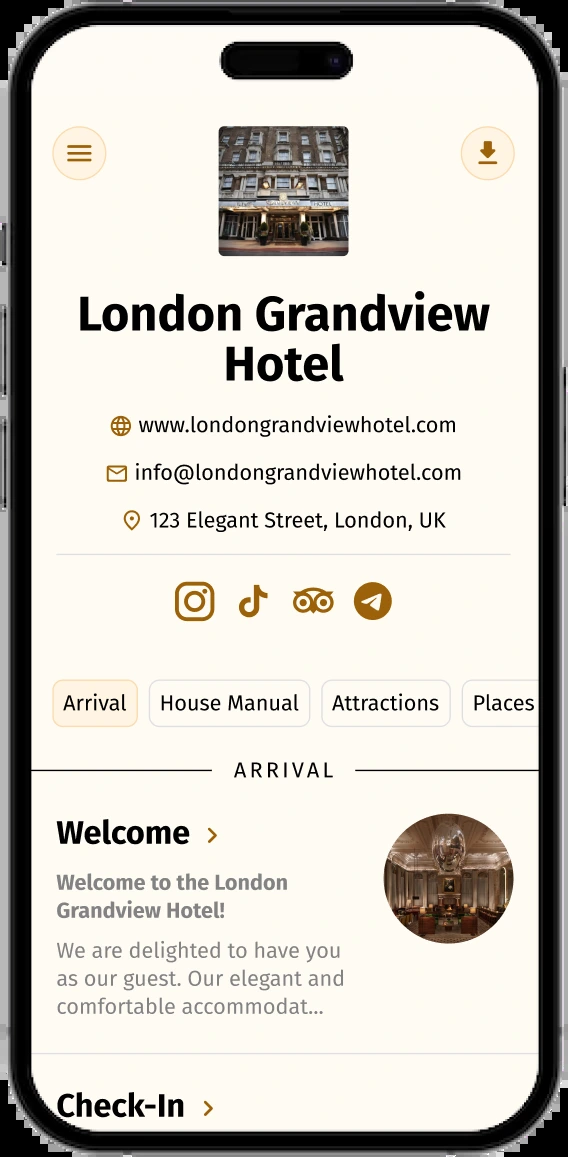 London Grandview
Hotel
www.londongrandviewhotel.com
info@londongrandviewhotel.com
123 Elegant Street, London, UK
Arrival
House Manual
Attractions
Places
ARRIVAL
Welcome
Welcome to the London
Grandview Hotel!
We are delighted to have you
as our guest. Our elegant and
comfortable accommodat...
Check-In